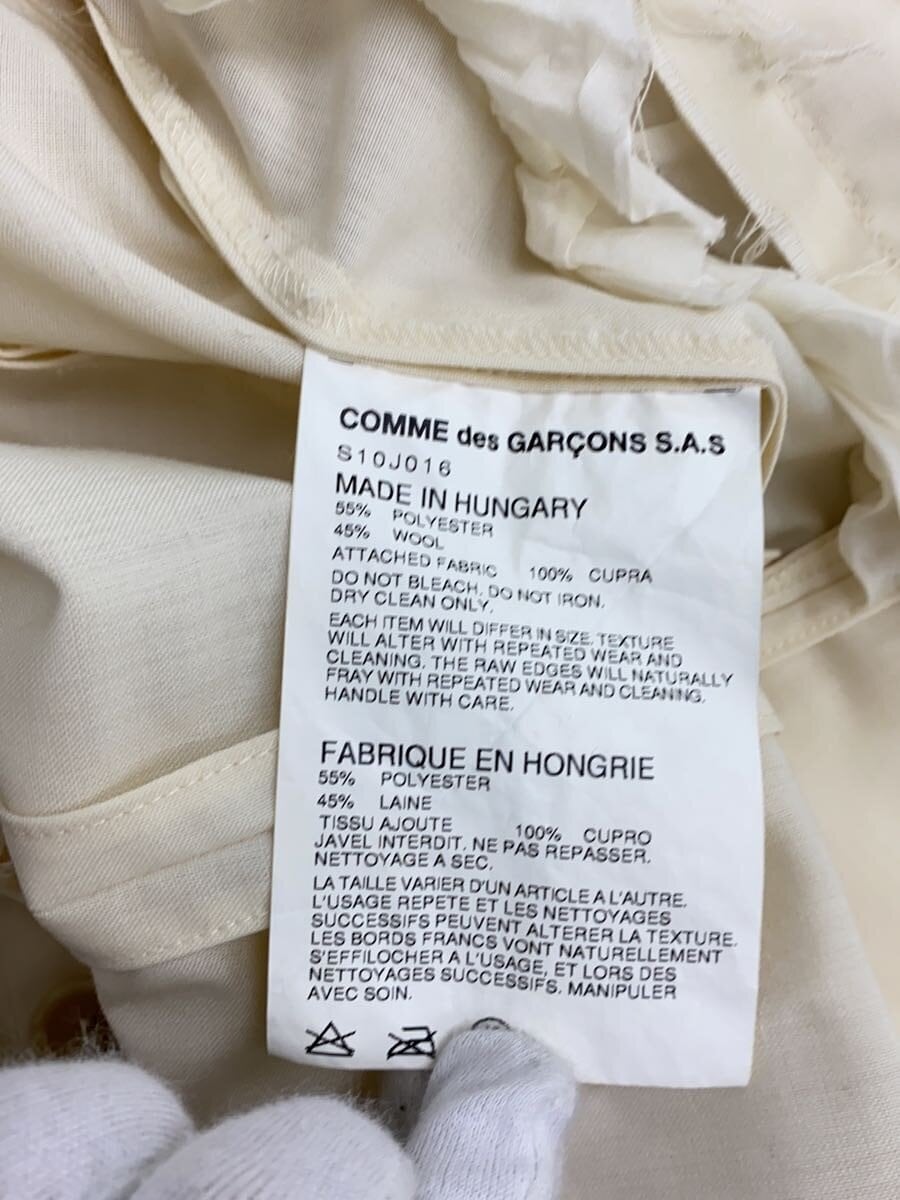 COMME des GARÇONS S.A.S
S10J016
MADE IN HUNGARY
55% POLYESTER
45% WOOL
ATTACHED FABRIC 100% CUPRA
DO NOT BLEACH. DO NOT IRON.
DRY CLEAN ONLY.
EACH ITEM WILL DIFFER IN SIZE. TEXTURE
WILL ALTER WITH REPEATED WEAR AND
CLEANING. THE RAW EDGES WILL NATURALLY
FRAY WITH REPEATED WEAR AND CLEANING.
HANDLE WITH CARE.
FABRIQUE EN HONGRIE
55% POLYESTER
45% LAINE
TISSU AJOUTE 100% CUPRO
JAVEL INTERDIT. NE PAS REPASSER.
NETTOYAGE A SEC.
LA TAILLE VARIER D'UN ARTICLE A L'AUTRE.
L'USAGE REPETE ET LES NETTOYAGES
SUCCESSIFS PEUVENT ALTERER LA TEXTURE.
LES BORDS FRANCS VONT NATURELLEMENT
S'EFFILOCHER A L'USAGE, ET LORS DES
NETTOYAGES SUCCESSIFS. MANIPULER
AVEC SOIN.